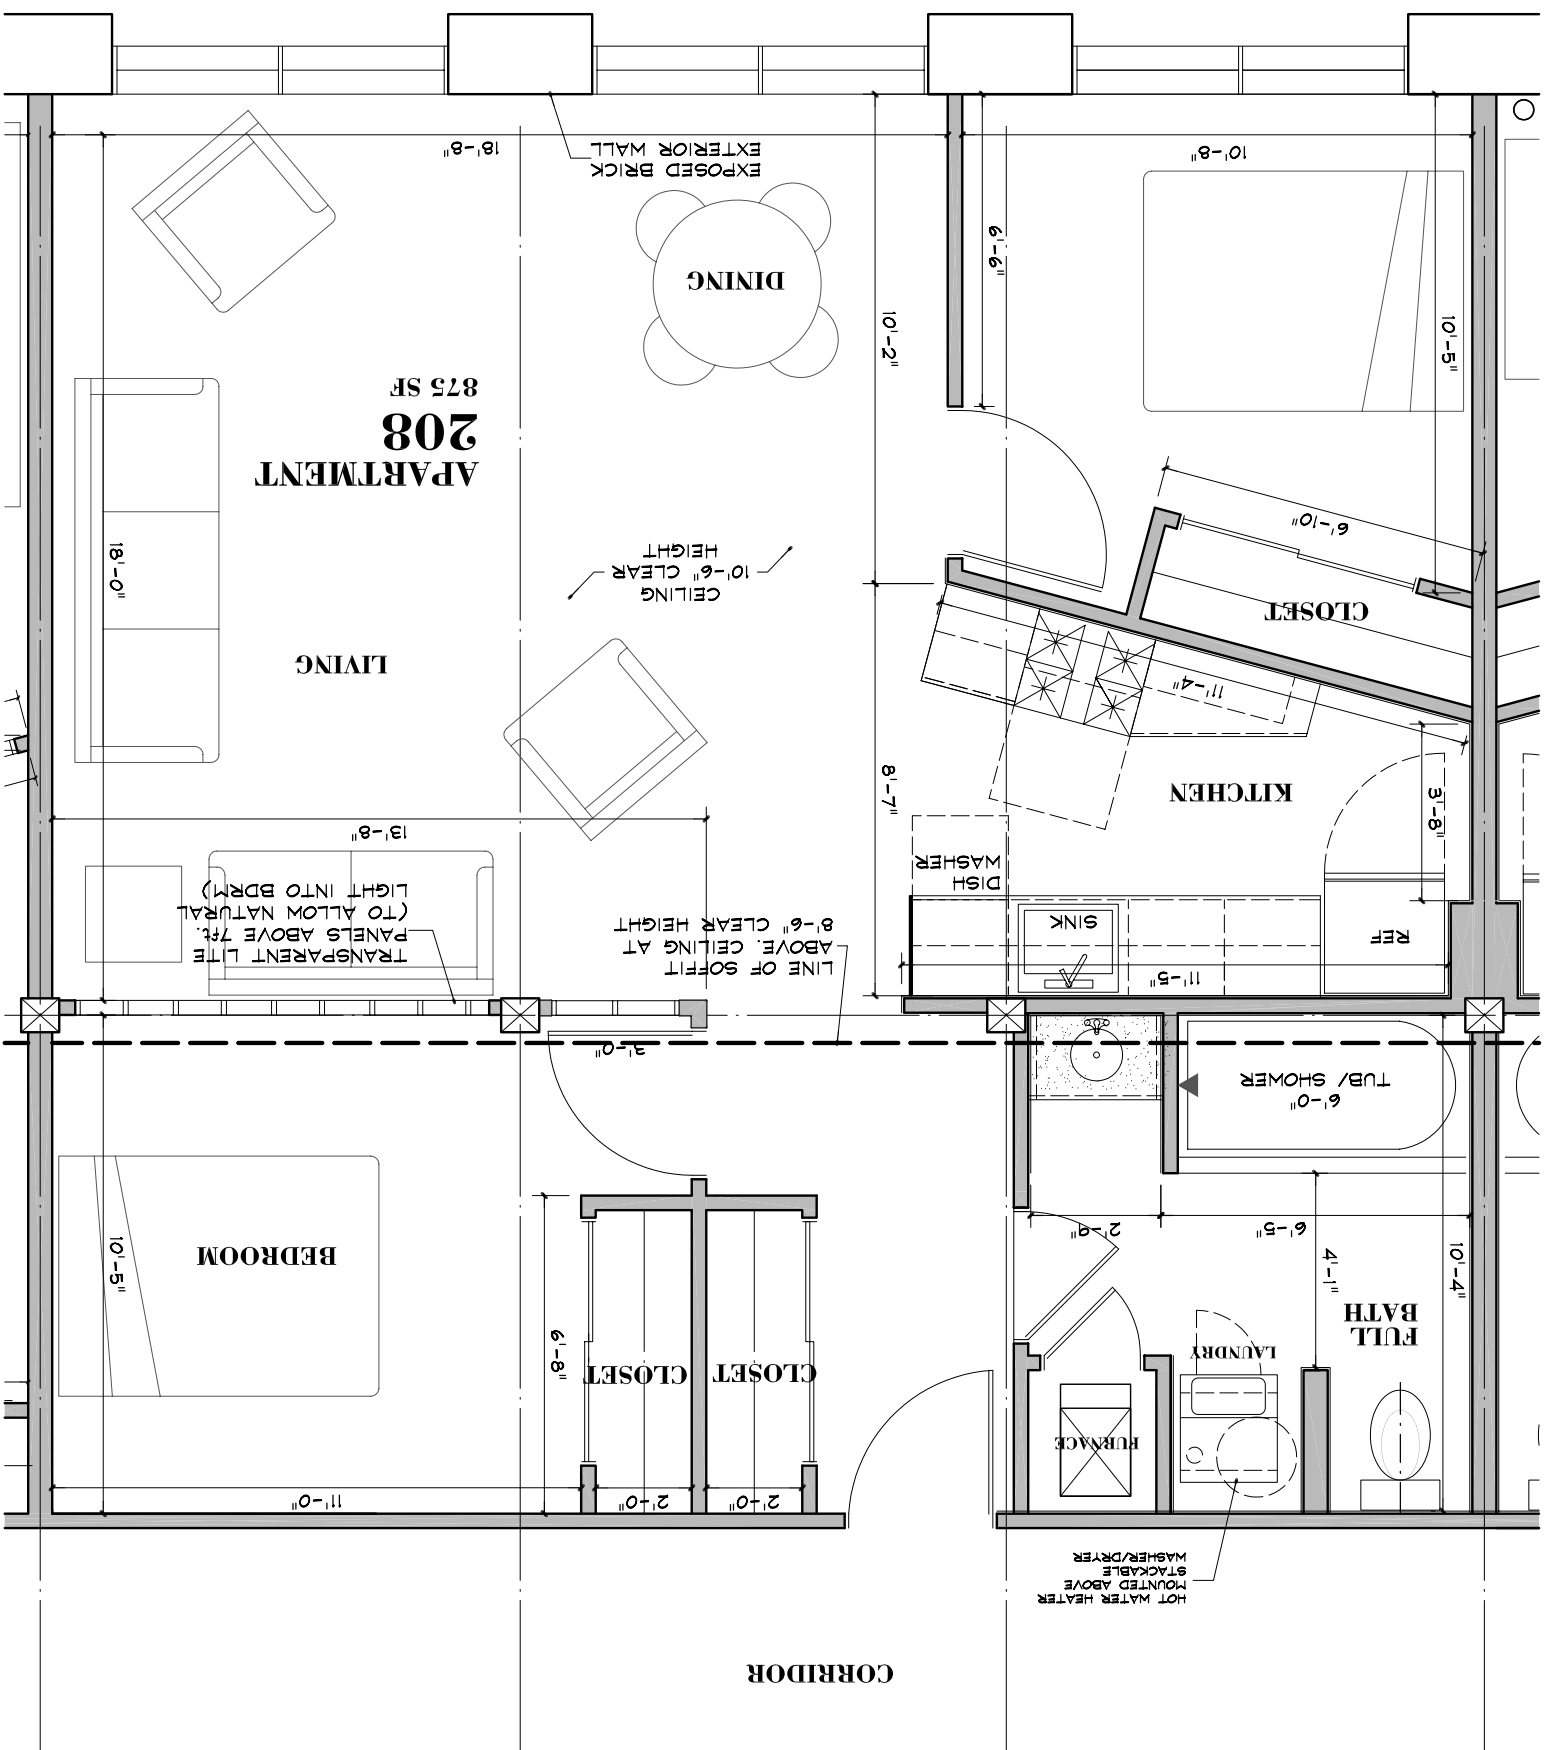 CORRIDOR
HOT WATER HEATER
MOUNTED ABOVE
STACKABLE
WASHER/DRYER
2'-0"
2'-0"
11'-0"
FURNACE
LAUNDRY
FULL
BATH
CLOSET
CLOSET
6'-8"
10'-4"
4'-1"
6'-5"
2'-9"
BEDROOM
10'-5"
6'-0"
TUB/ SHOWER
3'-0"
11'-5"
LINE OF SOFFIT
ABOVE. CEILING AT
8'-6" CLEAR HEIGHT
TRANSPARENT LITE
PANELS ABOVE 7ft.
(TO ALLOW NATURAL
LIGHT INTO BDRM)
REF
SINK
DISH
WASHER
13'-8"
3'-8"
KITCHEN
8'-7"
11'-4"
LIVING
CLOSET
CEILING
10'-6" CLEAR
HEIGHT
18'-0"
6'-10"
APARTMENT
208
875 SF
10'-5"
10'-2"
DINING
6'-6"
EXPOSED BRICK
EXTERIOR WALL
10'-8"
18'-8"